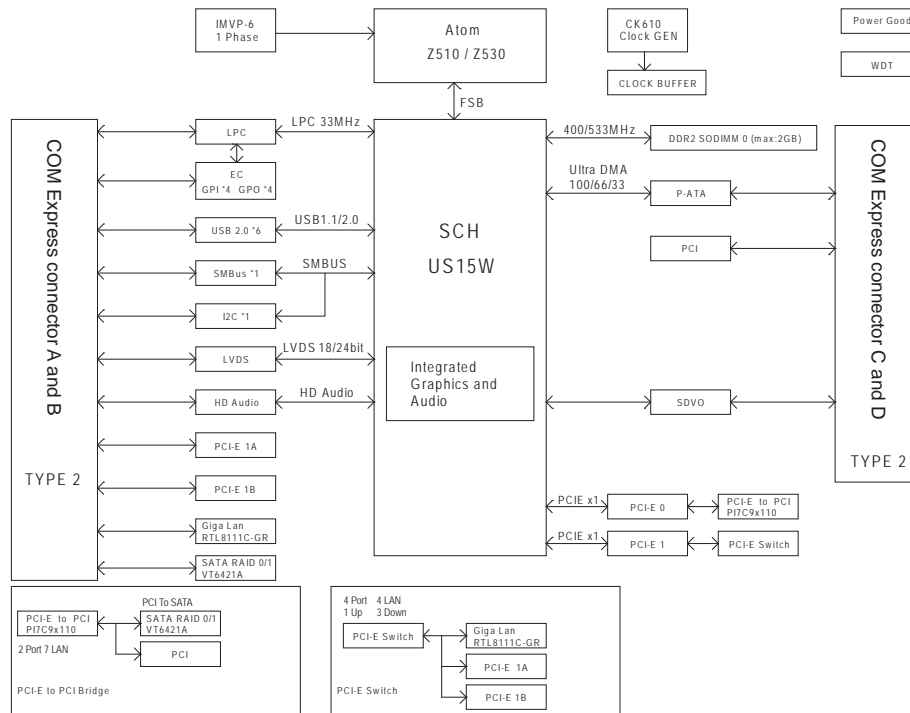 IMVP-6
1 Phase
Atom
Z510 / Z530
CK610
Clock GEN
CLOCK BUFFER
Power Good
WDT
FSB
COM Express connector A and B
TYPE 2
LPC
LPC 33MHz
EC
GPI *4 GPO *4
USB 2.0 *6
USB1.1/2.0
SMBus *1
SMBUS
I2C *1
LVDS
LVDS 18/24bit
HD Audio
HD Audio
PCI-E 1A
PCI-E 1B
Giga Lan
RTL8111C-GR
SATA RAID 0/1
VT6421A
SCH
US15W
Integrated
Graphics and
Audio
400/533MHz
DDR2 SODIMM 0 (max:2GB)
Ultra DMA
100/66/33
P-ATA
PCI
SDVO
PCIE x1
PCI-E 0
PCI-E to PCI
PI7C9x110
PCIE x1
PCI-E 1
PCI-E Switch
COM Express connector C and D
TYPE 2
PCI To SATA
PCI-E to PCI
PI7C9x110
SATA RAID 0/1
VT6421A
2 Port 7 LAN
PCI
PCI-E to PCI Bridge
4 Port 4 LAN
1 Up 3 Down
PCI-E Switch
Giga Lan
RTL8111C-GR
PCI-E 1A
PCI-E 1B
PCI-E Switch